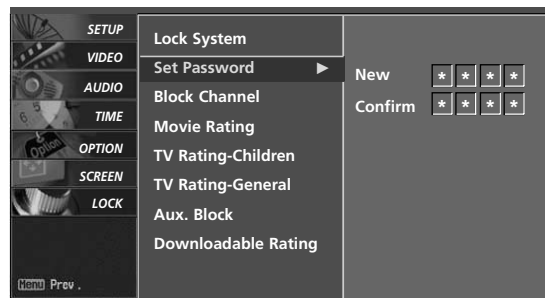 SETUP
VIDEO
AUDIO
TIME
OPTION
SCREEN
LOCK
Menu Prev .
Lock System
Set Password ►
Block Channel
Movie Rating
TV Rating-Children
TV Rating-General
Aux. Block
Downloadable Rating
New * * * *
Confirm * * * *